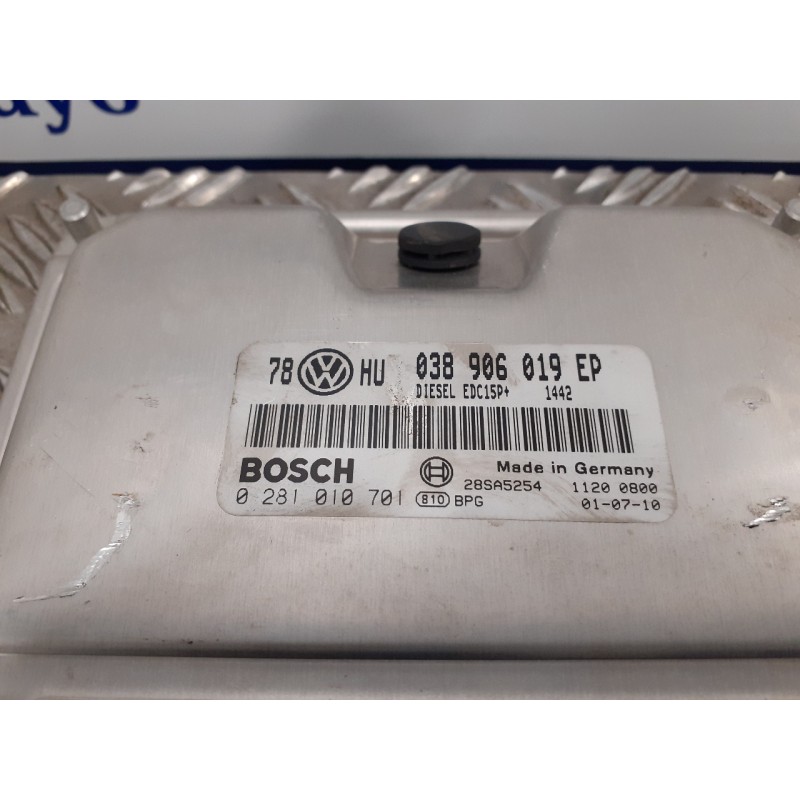 78 VW HU 038 906 019 EP
DIESEL EDC15P+ 1442
BOSCH Made in Germany
28SA5254 1120 0800
0 281 010 701 810 BPG 01-07-10